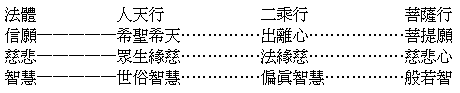 法體　人天行　二乘行　菩薩行
信願——————希聖希天…………出離心………………菩提願
慈悲——————眾生緣慈…………法緣慈………………慈悲心
智慧——————世俗智慧…………偏眞智慧……………般若智